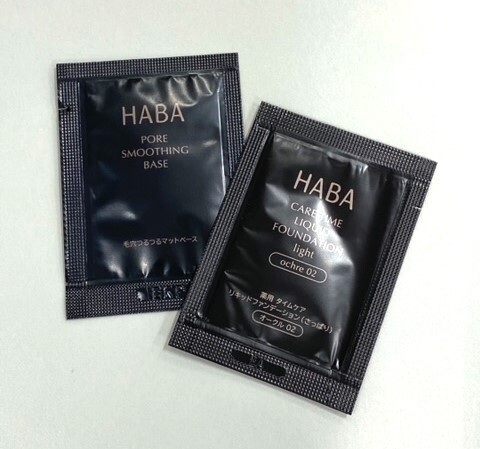 HABA
PORE
SMOOTHING
BASE
毛穴つるつるマットベース
HABA
CARE TIME
LIQUID
FOUNDATION
light
ochre 02
薬用 タイムケア
リキッドファンデーション(さっぱり)
オークル 02